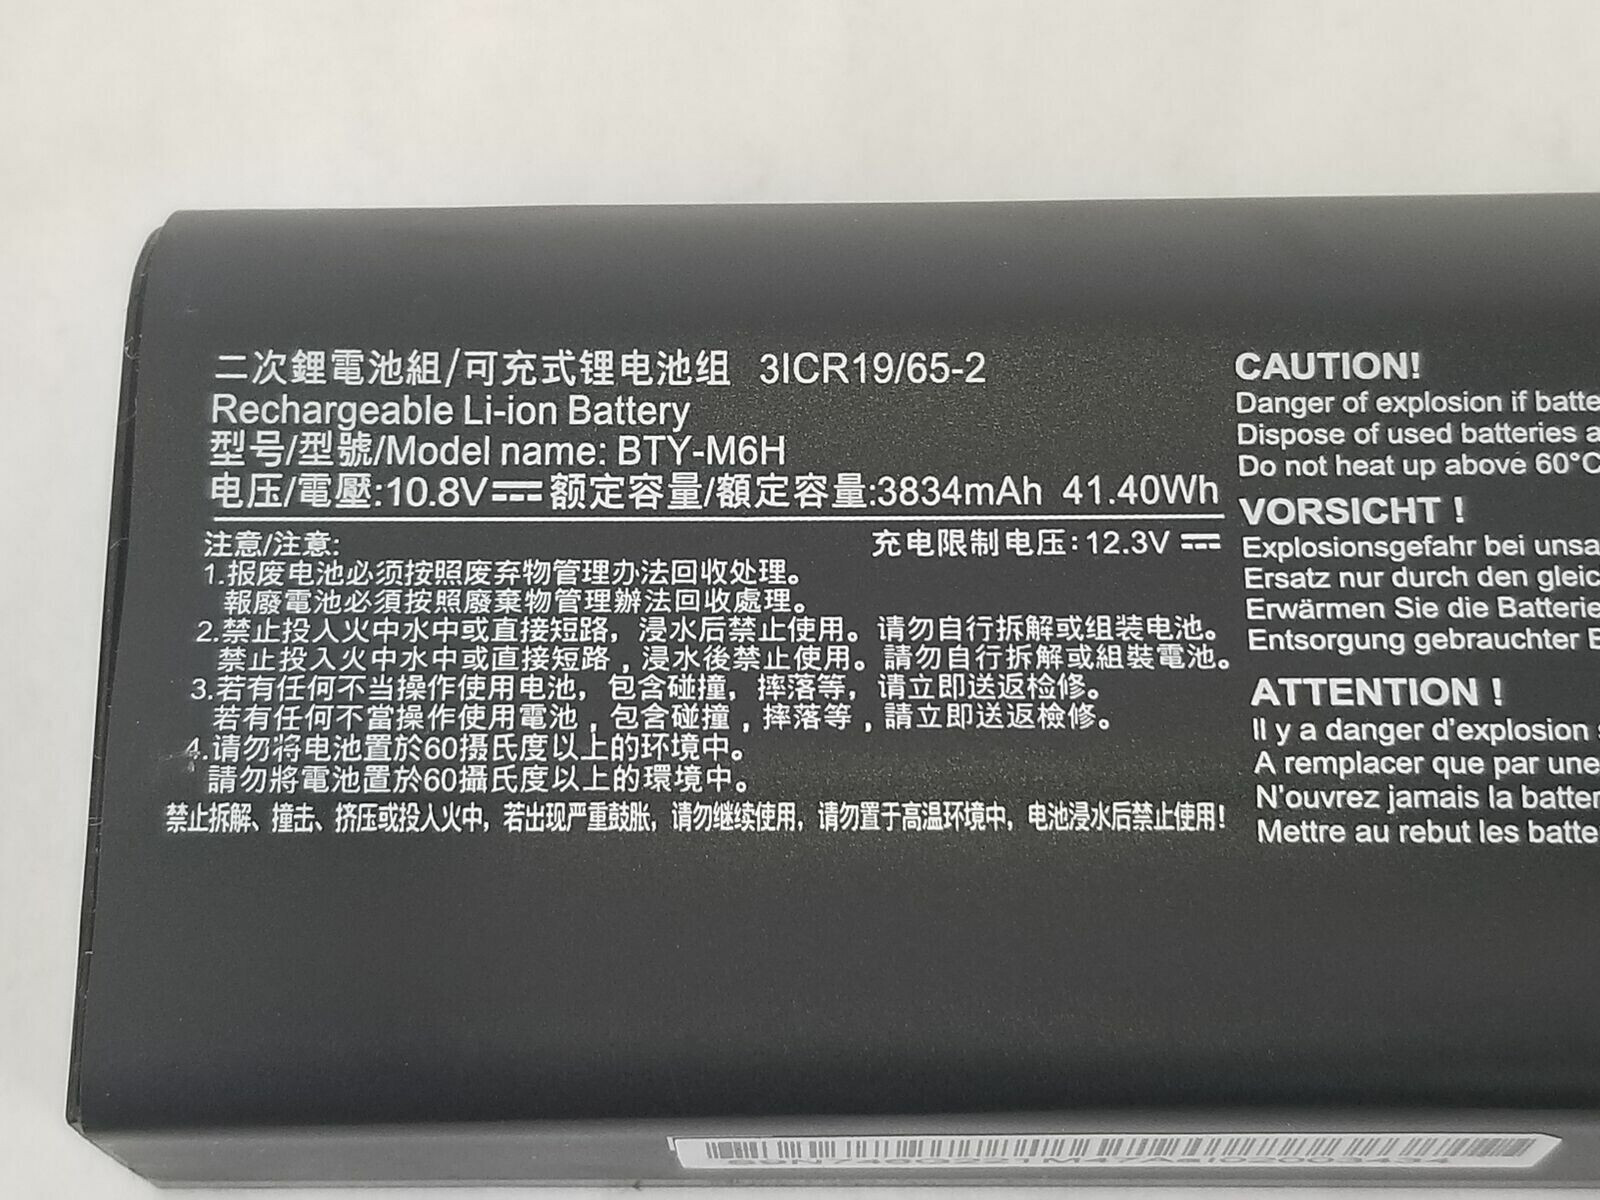 二次鋰電池組/可充式锂电池组 3ICR19/65-2
Rechargeable Li-ion Battery
型号/型號/Model name: BTY-M6H
电压/電壓:10.8V 额定容量/額定容量:3834mAh 41.40Wh
注意/注意: 充电限制电压: 12.3V
1.报废电池必须按照废弃物管理办法回收处理。
報廢電池必須按照廢棄物管理辦法回收處理。
2.禁止投入火中水中或直接短路，浸水后禁止使用。请勿自行拆解或组装电池。
禁止投入火中水中或直接短路，浸水後禁止使用。請勿自行拆解或組裝電池。
3.若有任何不当操作使用电池，包含碰撞，摔落等，请立即送返检修。
若有任何不當操作使用電池，包含碰撞，摔落等，請立即送返檢修。
4.请勿将电池置於60摄氏度以上的环境中。
請勿將電池置於60攝氏度以上的環境中。
禁止拆解、撞击、挤压或投入火中，若出现严重鼓胀，请勿继续使用，请勿置于高温环境中，电池浸水后禁止使用！
CAUTION!
Danger of explosion if batte
Dispose of used batteries a
Do not heat up above 60°C
VORSICHT !
Explosionsgefahr bei unsa
Ersatz nur durch den gleic
Erwärmen Sie die Batterie
Entsorgung gebrauchter B
ATTENTION !
Il y a danger d'explosion s
A remplacer que par une
N'ouvrez jamais la batter
Mettre au rebut les batte